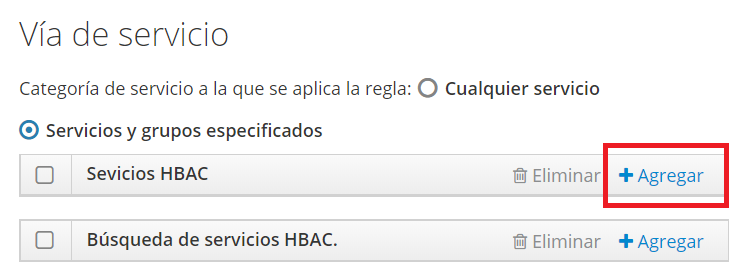 Vía de servicio
Categoría de servicio a la que se aplica la regla: Cualquier servicio
Servicios y grupos especificados
Sevicios HBAC Eliminar Agregar
Búsqueda de servicios HBAC. Eliminar Agregar